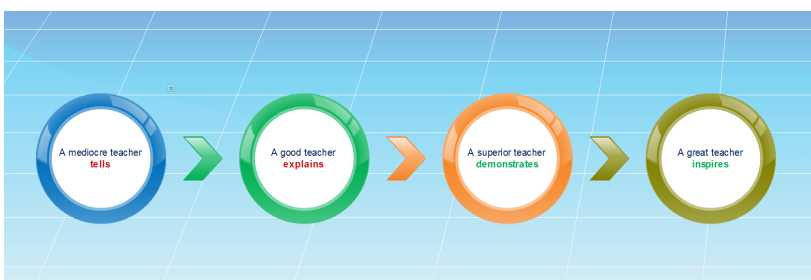 A mediocre teacher
tells
A good teacher
explains
A superior teacher
demonstrates
A great teacher
inspires